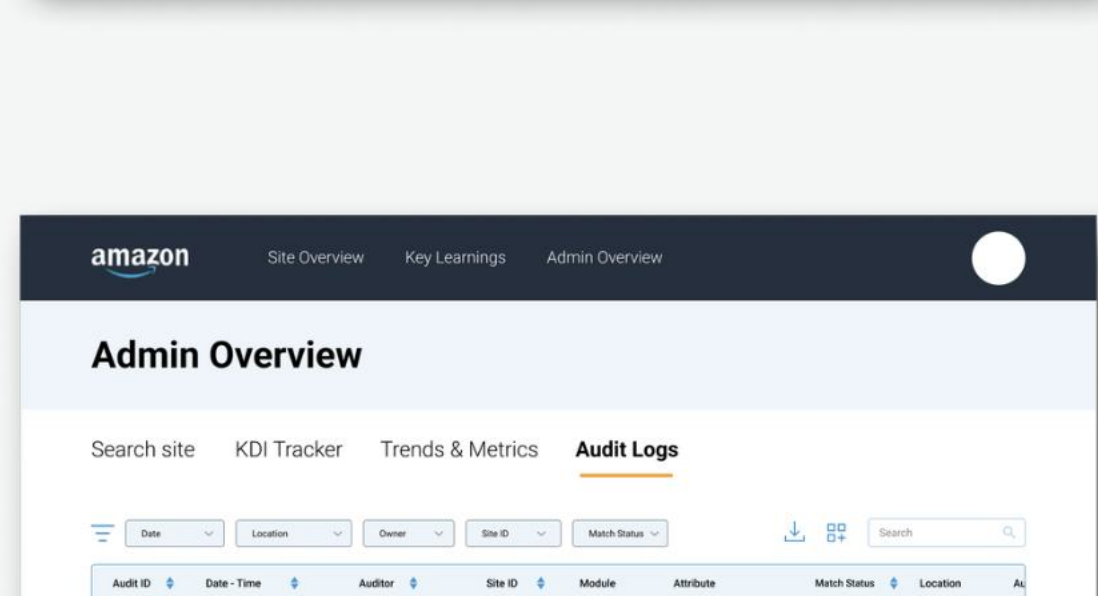 amazon Site Overview Key Learnings Admin Overview
Admin Overview
Search site KDI Tracker Trends & Metrics Audit Logs
Date Location Owner Site ID Match Status Search
Audit ID Date - Time Auditor Site ID Module Attribute Match Status Location